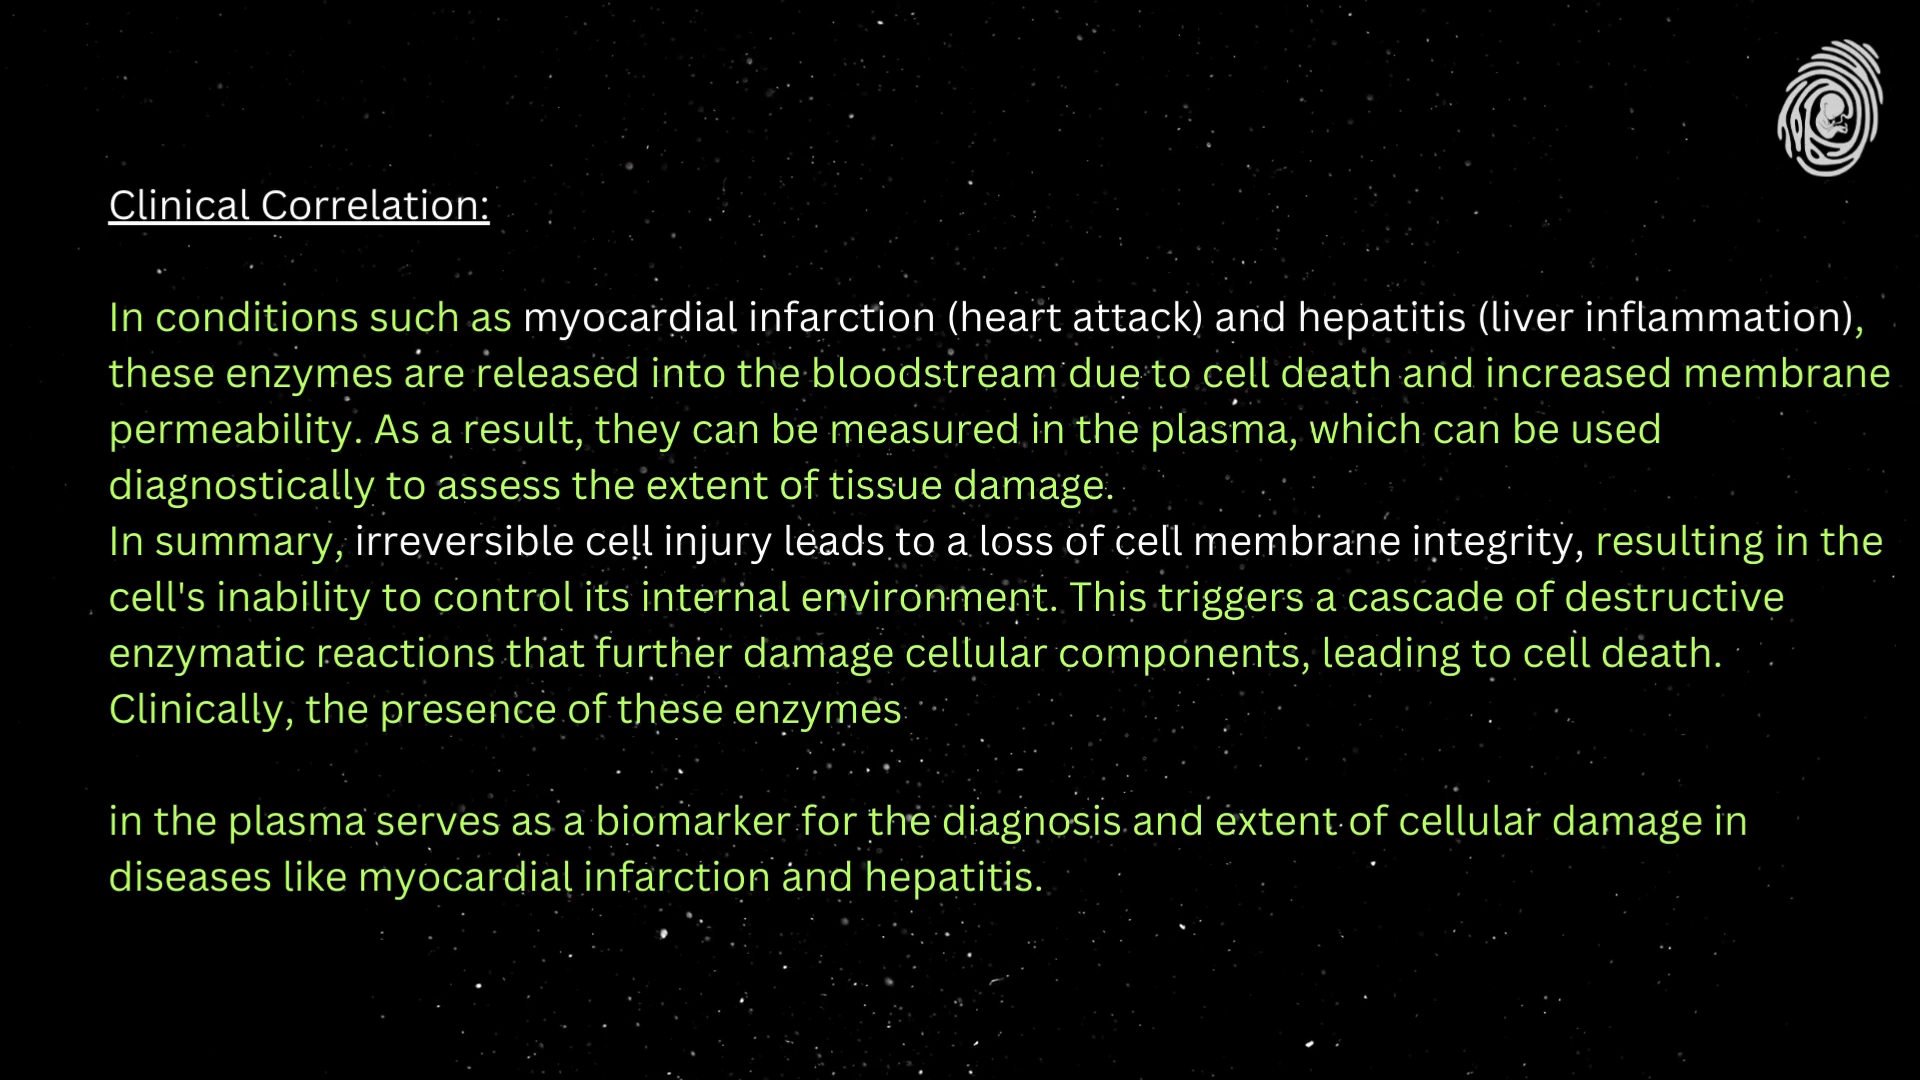 Clinical Correlation:
In conditions such as myocardial infarction (heart attack) and hepatitis (liver inflammation),
these enzymes are released into the bloodstream due to cell death and increased membrane
permeability. As a result, they can be measured in the plasma, which can be used
diagnostically to assess the extent of tissue damage.
In summary, irreversible cell injury leads to a loss of cell membrane integrity, resulting in the
cell's inability to control its internal environment. This triggers a cascade of destructive
enzymatic reactions that further damage cellular components, leading to cell death.
Clinically, the presence of these enzymes
in the plasma serves as a biomarker for the diagnosis and extent of cellular damage in
diseases like myocardial infarction and hepatitis.